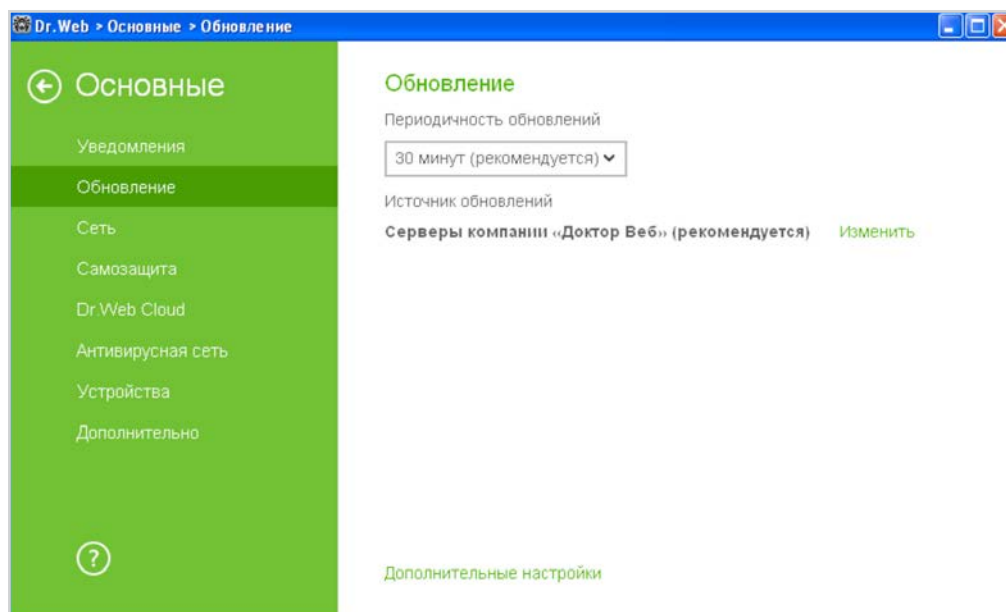 Dr.Web > Основные > Обновление
Основные
Уведомления
Обновление
Сеть
Самозащита
Dr.Web Cloud
Антивирусная сеть
Устройства
Дополнительно
?
Обновление
Периодичность обновлений
30 минут (рекомендуется)
Источник обновлений
Серверы компании «Доктор Веб» (рекомендуется) Изменить
Дополнительные настройки